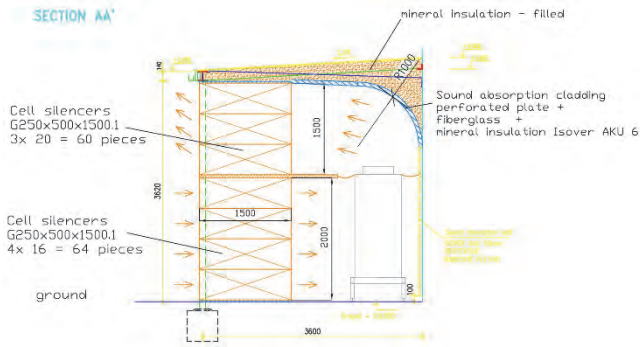 SECTION AA'
mineral insulation - filled
R1000
140
Sound absorption cladding
perforated plate +
fiberglass +
mineral insulation Isover AKU 6
Cell silencers
G250x500x1500.1
3x 20 = 60 pieces
1500
3620
1500
2000
Cell silencers
G250x500x1500.1
4x 16 = 64 pieces
ground
100
3600